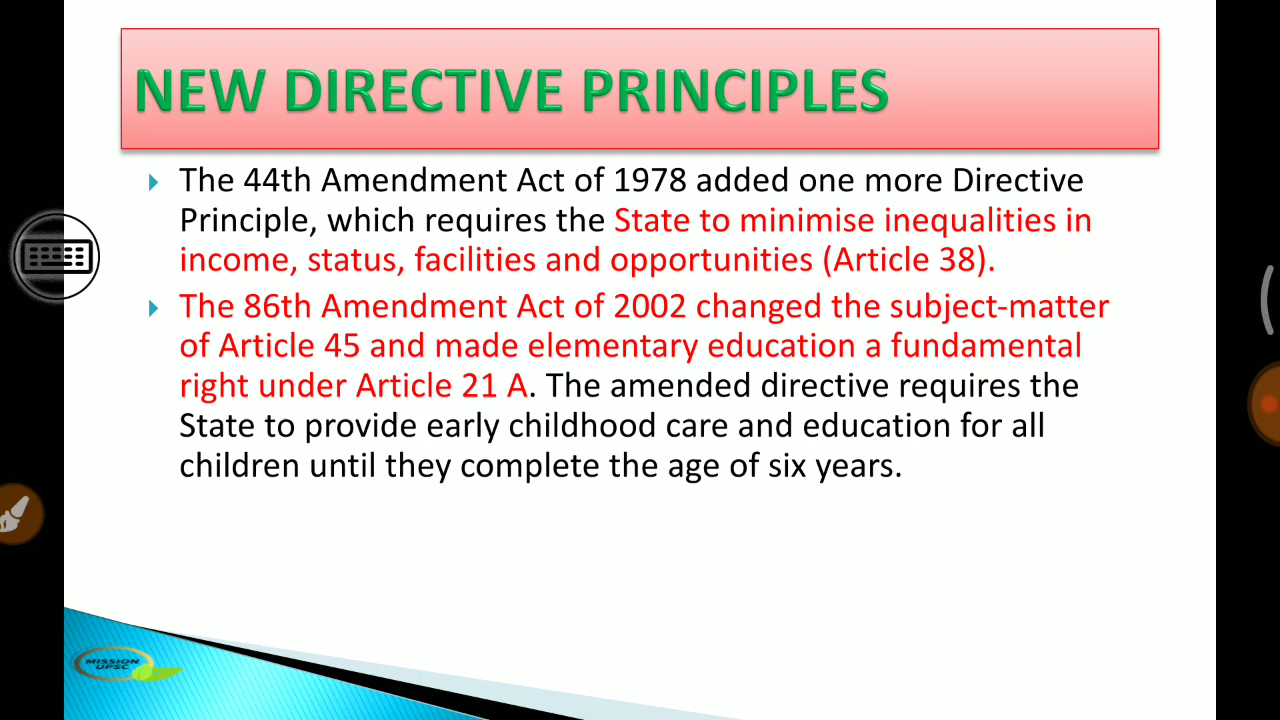 NEW DIRECTIVE PRINCIPLES
The 44th Amendment Act of 1978 added one more Directive
Principle, which requires the State to minimise inequalities in
income, status, facilities and opportunities (Article 38).
The 86th Amendment Act of 2002 changed the subject-matter
of Article 45 and made elementary education a fundamental
right under Article 21 A. The amended directive requires the
State to provide early childhood care and education for all
children until they complete the age of six years.
MISSION
UPSC